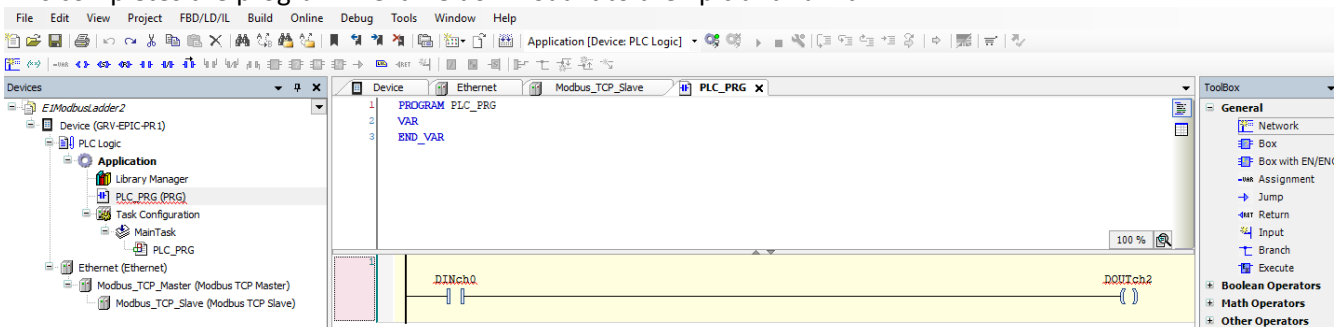 File Edit View Project FBD/LD/IL Build Online Debug Tools Window Help
Application [Device: PLC Logic]
Devices
Device Ethernet Modbus_TCP_Slave PLC_PRG
ToolBox
E1ModbusLadder2
Device (GRV-EPIC-PR1)
PLC Logic
Application
Library Manager
PLC_PRG (PRG)
Task Configuration
MainTask
PLC_PRG
Ethernet (Ethernet)
Modbus_TCP_Master (Modbus TCP Master)
Modbus_TCP_Slave (Modbus TCP Slave)
1 PROGRAM PLC_PRG
2 VAR
3 END_VAR
100 %
1
DINch0 DOUTch2
General
Network
Box
Box with EN/EN
Assignment
Jump
Return
Input
Branch
Execute
Boolean Operators
Math Operators
Other Operators